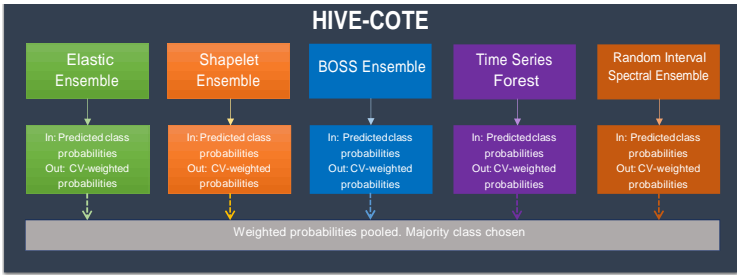 HIVE-COTE
Elastic
Ensemble
Shapelet
Ensemble
BOSS Ensemble
Time Series
Forest
Random Interval
Spectral Ensemble
In: Predicted class
probabilities
Out: CV-weighted
probabilities
In: Predicted class
probabilities
Out: CV-weighted
probabilities
In: Predicted class
probabilities
Out: CV-weighted
probabilities
In: Predicted class
probabilities
Out: CV-weighted
probabilities
In: Predicted class
probabilities
Out: CV-weighted
probabilities
Weighted probabilities pooled. Majority class chosen